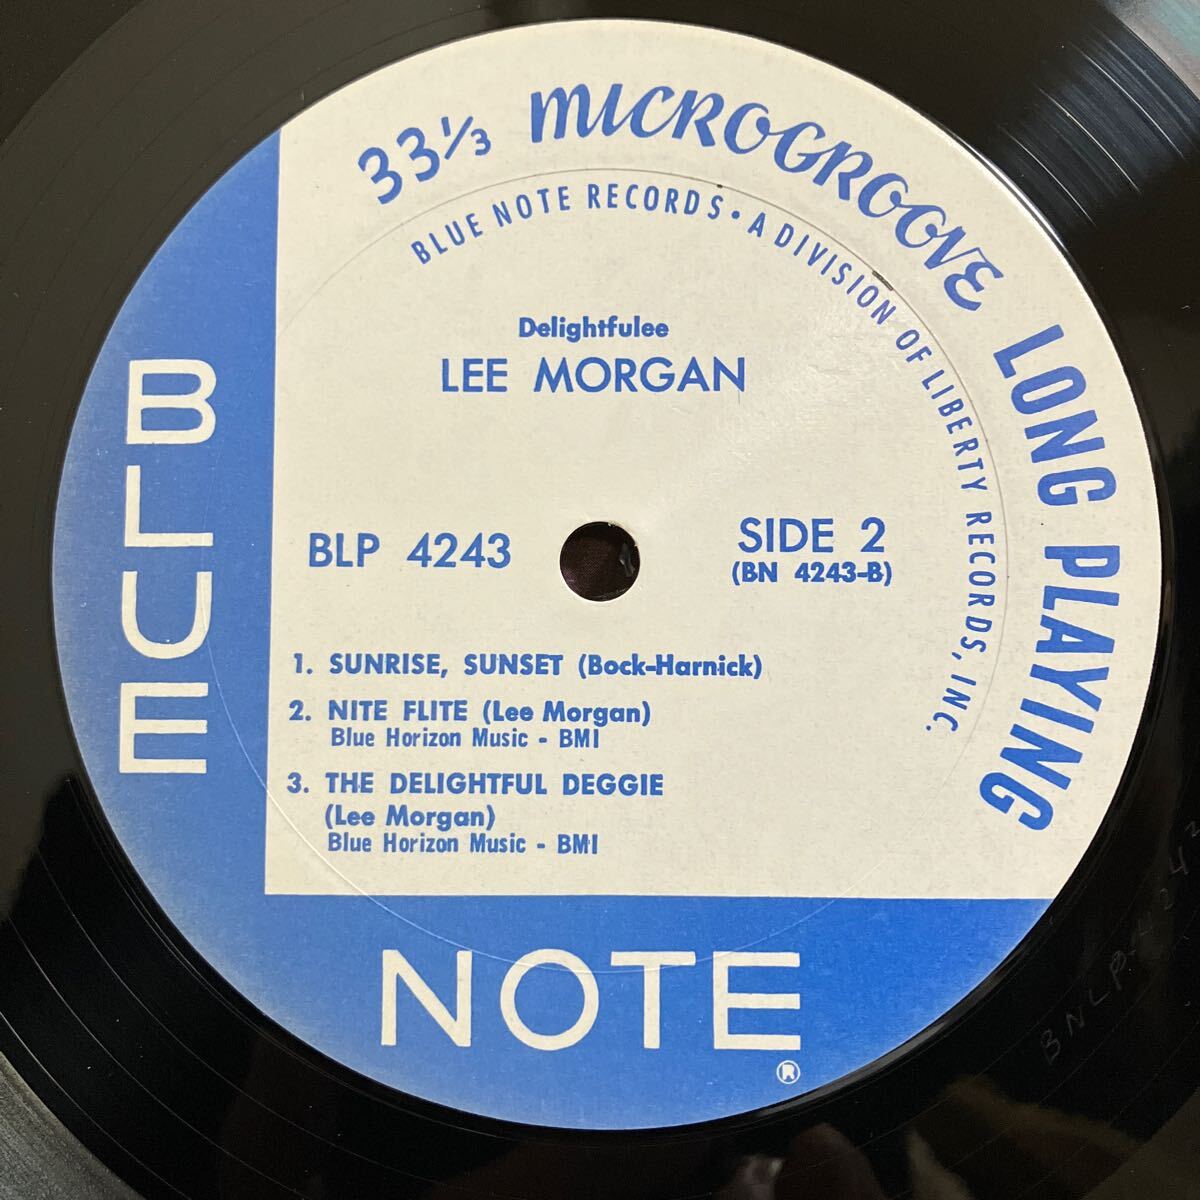 33⅓ MICROGROOVE LONG PLAYING
BLUE NOTE RECORDS • A DIVISION OF LIBERTY RECORDS, INC.
Delightfulee
LEE MORGAN
BLP 4243
SIDE 2
(BN 4243-B)
1. SUNRISE, SUNSET (Bock-Harnick)
2. NITE FLITE (Lee Morgan)
Blue Horizon Music - BMI
3. THE DELIGHTFUL DEGGIE
(Lee Morgan)
Blue Horizon Music - BMI
BLUE
NOTE
®